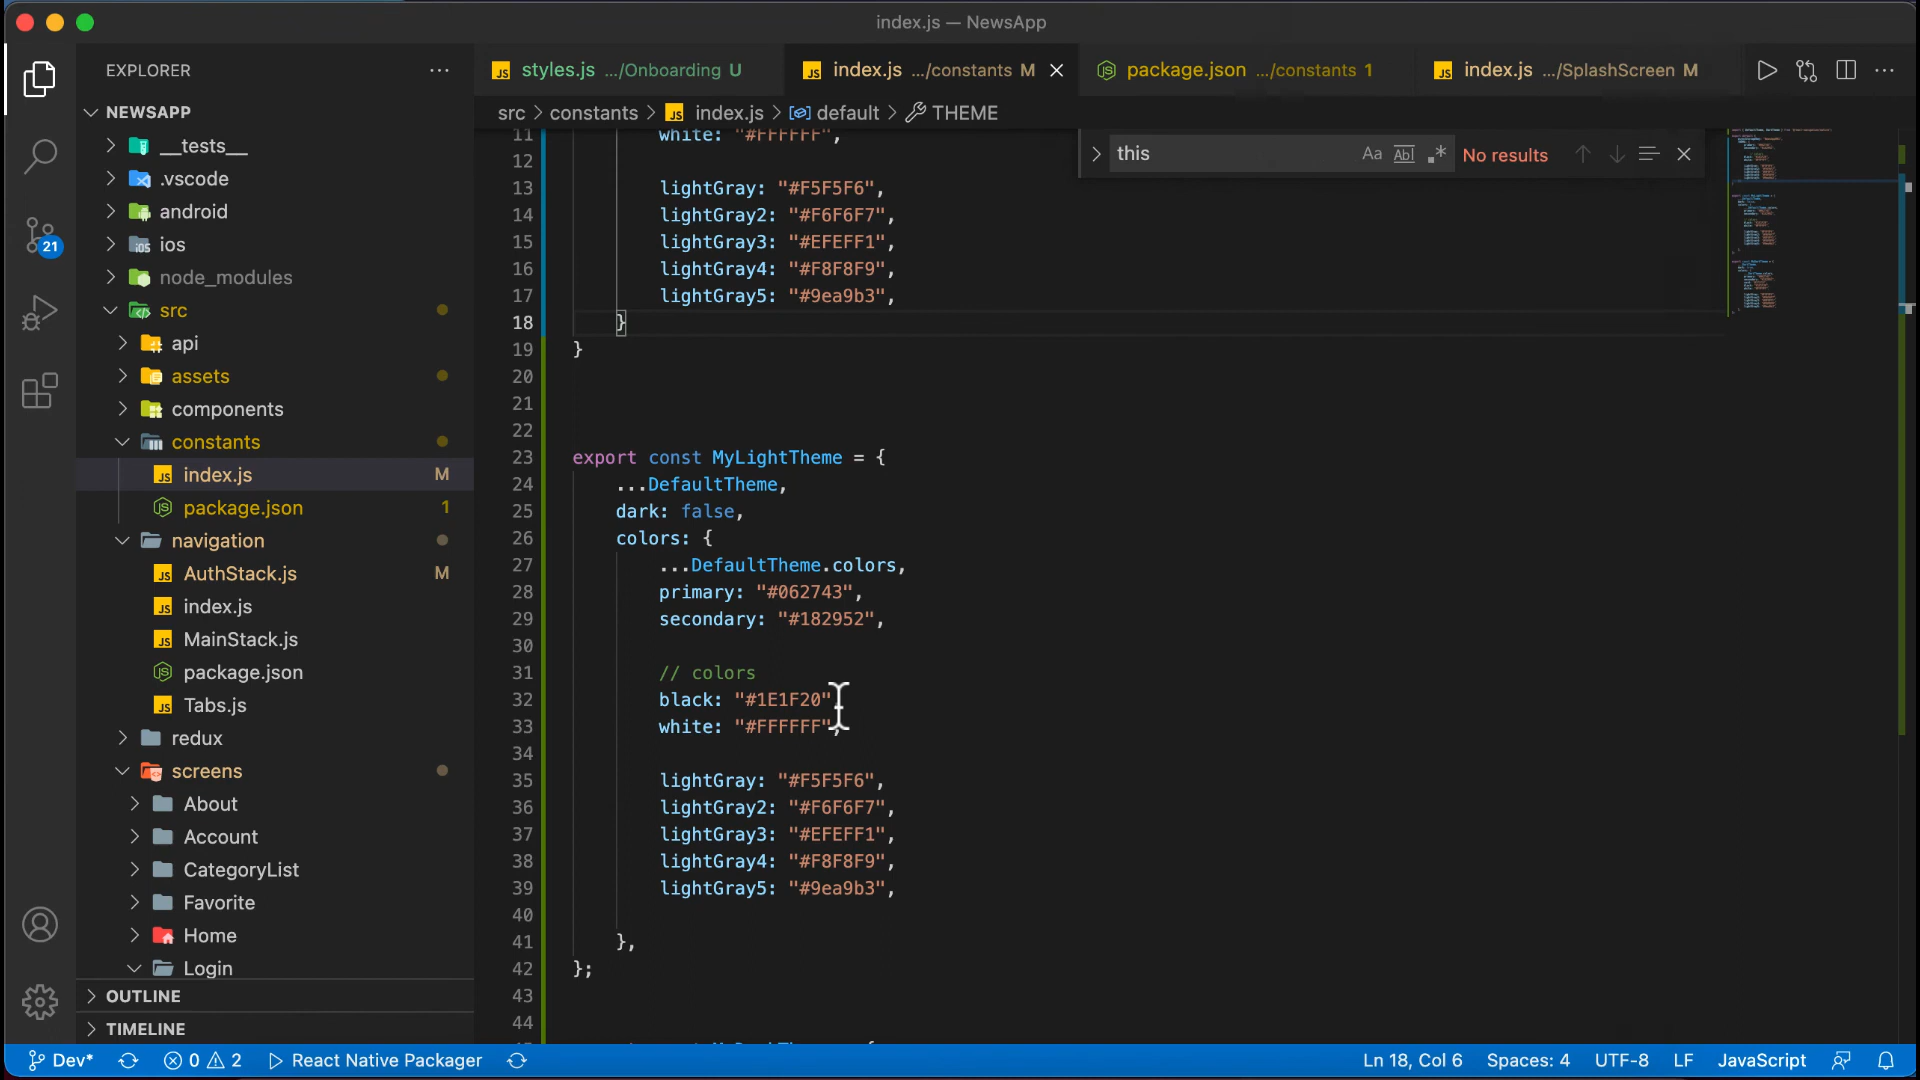 index.js — NewsApp
EXPLORER
styles.js .../Onboarding U
index.js .../constants M
package.json .../constants 1
index.js .../SplashScreen M
NEWSAPP
src > constants > index.js > default > THEME
this
Aa Abl .* No results
__tests__
.vscode
android
ios
node_modules
src
api
assets
components
constants
index.js M
package.json 1
navigation
AuthStack.js M
index.js
MainStack.js
package.json
Tabs.js
redux
screens
About
Account
CategoryList
Favorite
Home
Login
OUTLINE
TIMELINE
21
11 white: "#FFFFFF",
12
13 lightGray: "#F5F5F6",
14 lightGray2: "#F6F6F7",
15 lightGray3: "#EFEFF1",
16 lightGray4: "#F8F8F9",
17 lightGray5: "#9ea9b3",
18 }
19 }
20
21
22
23 export const MyLightTheme = {
24 ...DefaultTheme,
25 dark: false,
26 colors: {
27 ...DefaultTheme.colors,
28 primary: "#062743",
29 secondary: "#182952",
30
31 // colors
32 black: "#1E1F20",
33 white: "#FFFFFF",
34
35 lightGray: "#F5F5F6",
36 lightGray2: "#F6F6F7",
37 lightGray3: "#EFEFF1",
38 lightGray4: "#F8F8F9",
39 lightGray5: "#9ea9b3",
40
41 },
42 };
43
44
Dev* 0 2 React Native Packager
Ln 18, Col 6 Spaces: 4 UTF-8 LF JavaScript